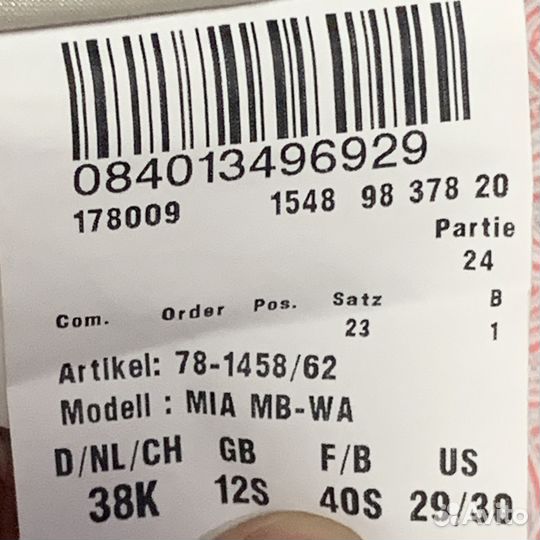 084013496929
178009 1548 98 378 20
Partie
24
Com. Order Pos. Satz B
23 1
Artikel: 78-1458/62
Modell : MIA MB-WA
D/NL/CH GB F/B US
38K 12S 40S 29/30
Avito